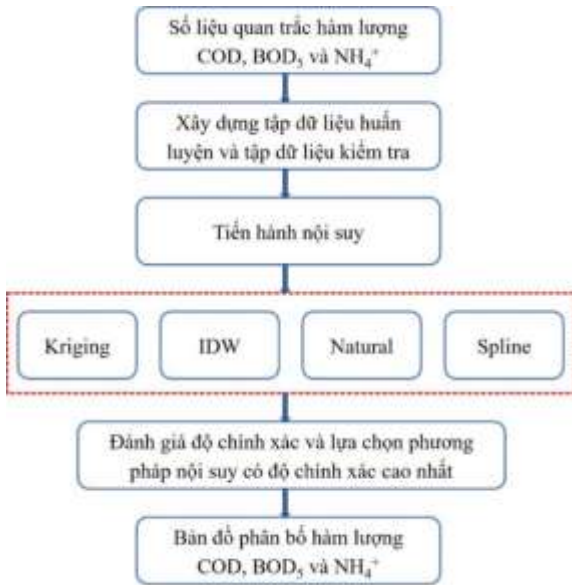 Số liệu quan trắc hàm lượng
COD, BOD₅ và NH₄⁺
Xây dựng tập dữ liệu huấn
luyện và tập dữ liệu kiểm tra
Tiến hành nội suy
Kriging
IDW
Natural
Spline
Đánh giá độ chính xác và lựa chọn phương
pháp nội suy có độ chính xác cao nhất
Bản đồ phân bố hàm lượng
COD, BOD₅ và NH₄⁺